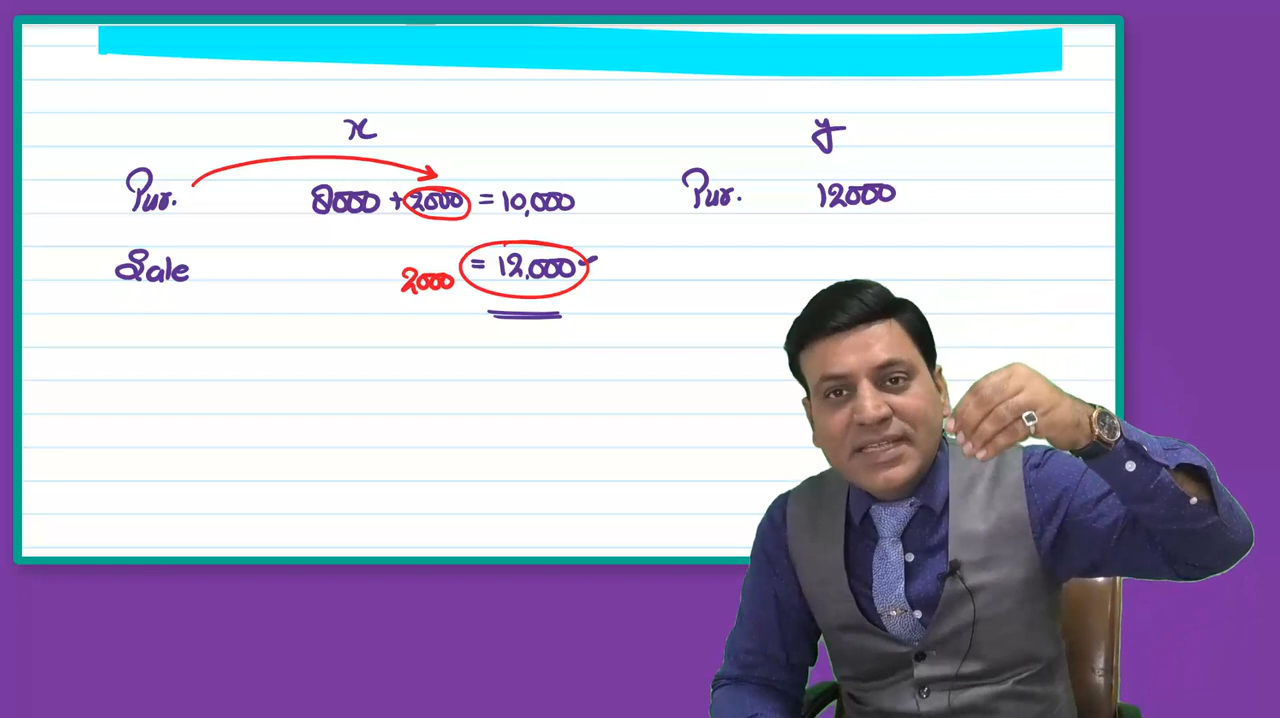 x
y
Pur. 8000 + 2000 = 10,000
Pur. 12000
Sale = 12,000
2000